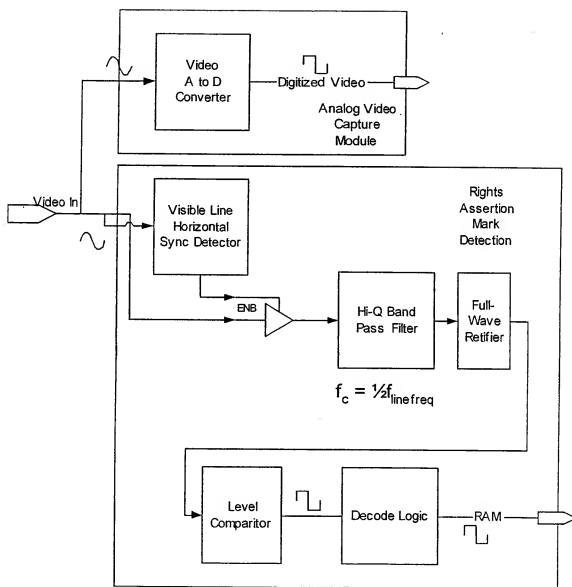 Video
A to D
Converter
Digitized Video
Analog Video
Capture
Module
Video In
Visible Line
Horizontal
Sync Detector
Rights
Assertion
Mark
Detection
ENB
Hi-Q Band
Pass Filter
Full-
Wave
Retifier
f_c = ½f_linefreq
Level
Comparitor
Decode Logic
RAM